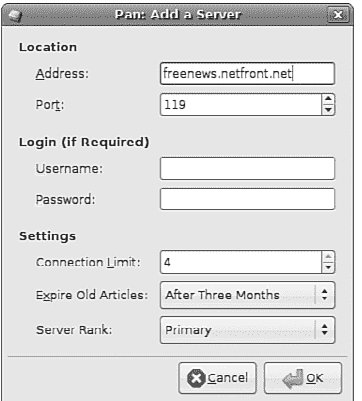 Pan: Add a Server
Location
Address: freenews.netfront.net
Port: 119
Login (if Required)
Username:
Password:
Settings
Connection Limit: 4
Expire Old Articles: After Three Months
Server Rank: Primary
Cancel OK